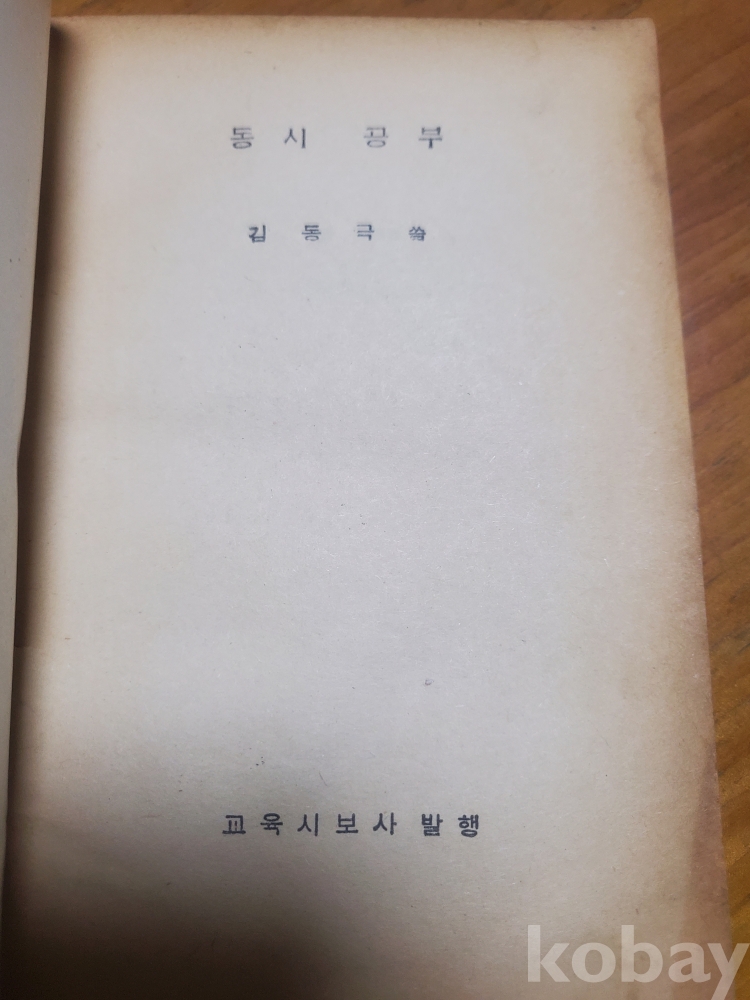 동시 공부
김동극 씀
교육시보사 발행
kobay